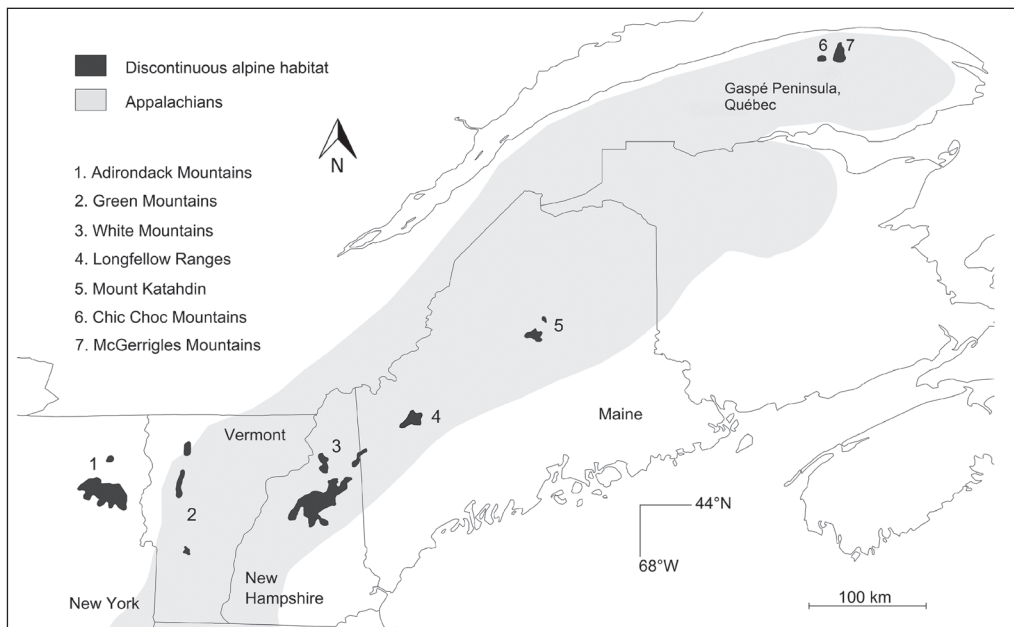 Discontinuous alpine habitat
Appalachians
N
1. Adirondack Mountains
2. Green Mountains
3. White Mountains
4. Longfellow Ranges
5. Mount Katahdin
6. Chic Choc Mountains
7. McGerrigles Mountains
6 7
Gaspé Peninsula,
Québec
5
4
Maine
Vermont
3
1
2
44°N
68°W
New York
New
Hampshire
100 km